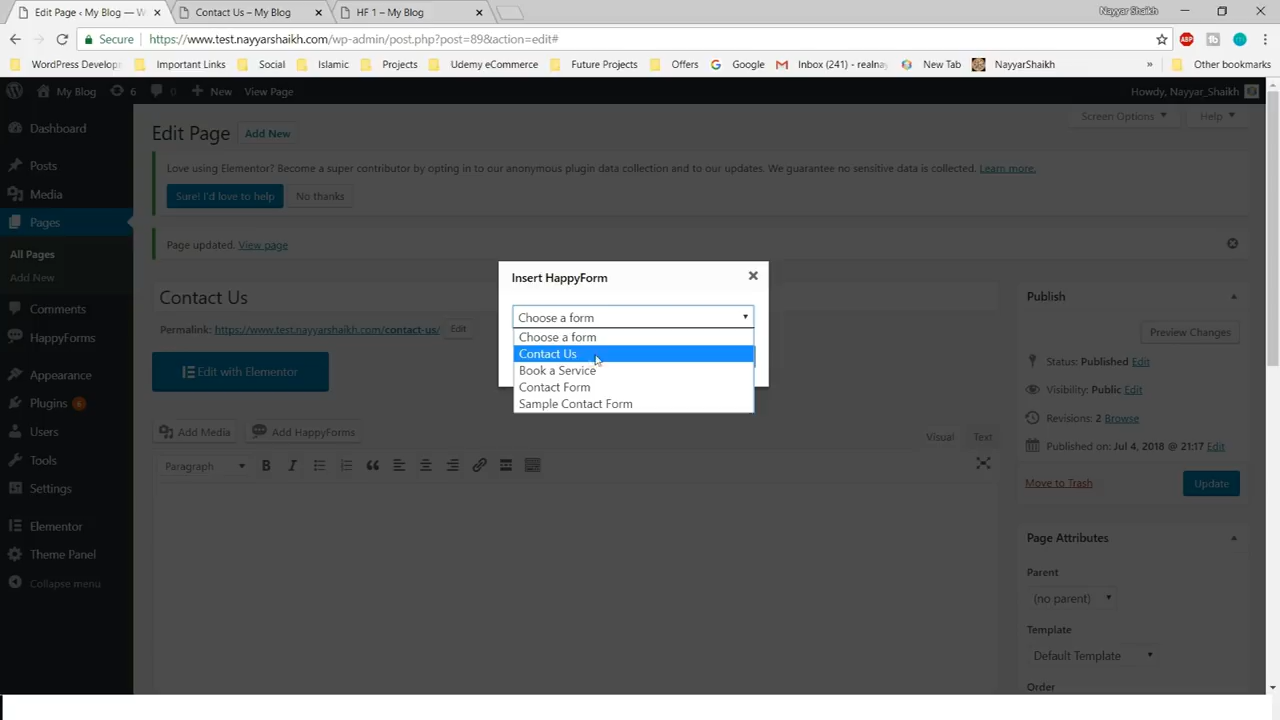 Edit Page ‹ My Blog — W
Contact Us – My Blog
HF 1 – My Blog
Nayyar Shaikh
Secure
https://www.test.nayyarshaikh.com/wp-admin/post.php?post=89&action=edit#
ABP
WordPress Develop
Important Links
Social
Islamic
Projects
Udemy eCommerce
Future Projects
Offers
Google
Inbox (241) - realnay
New Tab
NayyarShaikh
»
Other bookmarks
My Blog
6
0
New
View Page
Howdy, Nayyar_Shaikh
Dashboard
Posts
Media
Pages
All Pages
Add New
Comments
HappyForms
Appearance
Plugins 6
Users
Tools
Settings
Elementor
Theme Panel
Collapse menu
Edit Page
Add New
Screen Options
Help
Love using Elementor? Become a super contributor by opting in to our anonymous plugin data collection and to our updates. We guarantee no sensitive data is collected. Learn more.
Sure! I'd love to help
No thanks
Page updated. View page
Contact Us
Permalink: https://www.test.nayyarshaikh.com/contact-us/
Edit
Edit with Elementor
Add Media
Add HappyForms
Visual
Text
Paragraph
B
I
Insert HappyForm
Choose a form
Choose a form
Contact Us
Book a Service
Contact Form
Sample Contact Form
Publish
Preview Changes
Status: Published Edit
Visibility: Public Edit
Revisions: 2 Browse
Published on: Jul 4, 2018 @ 21:17 Edit
Move to Trash
Update
Page Attributes
Parent
(no parent)
Template
Default Template
Order